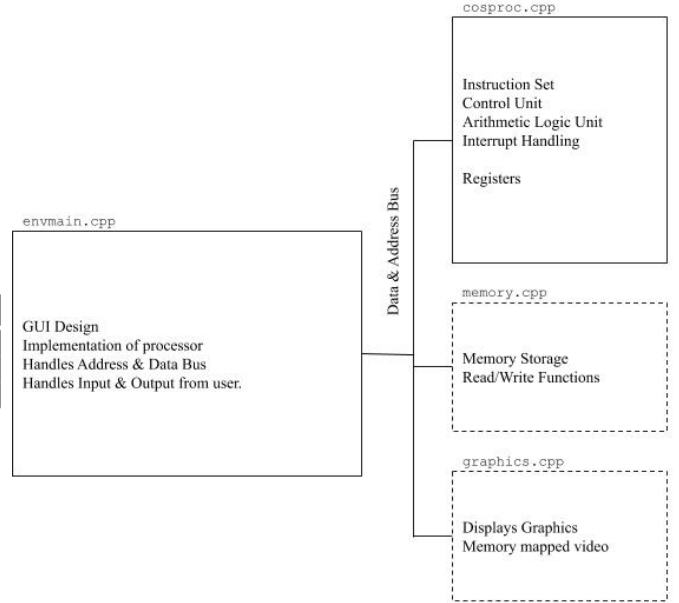 cosproc.cpp
Instruction Set
Control Unit
Arithmetic Logic Unit
Interrupt Handling
Registers
Data & Address Bus
envmain.cpp
GUI Design
Implementation of processor
Handles Address & Data Bus
Handles Input & Output from user.
memory.cpp
Memory Storage
Read/Write Functions
graphics.cpp
Displays Graphics
Memory mapped video